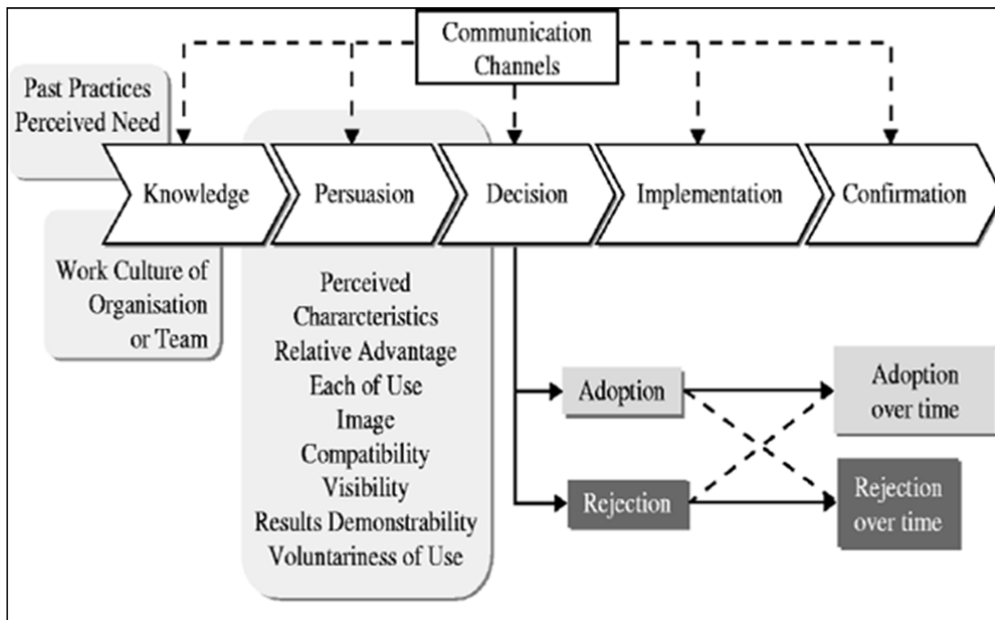 Communication
Channels
Past Practices
Perceived Need
Knowledge
Persuasion
Decision
Implementation
Confirmation
Work Culture of
Organisation
or Team
Perceived
Chararcteristics
Relative Advantage
Each of Use
Image
Compatibility
Visibility
Results Demonstrability
Voluntariness of Use
Adoption
Adoption
over time
Rejection
Rejection
over time